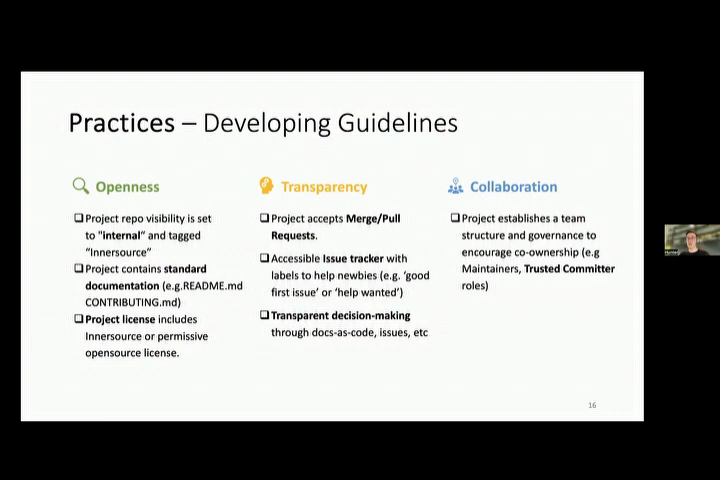 Practices – Developing Guidelines
Openness
❑Project repo visibility is set
to "internal" and tagged
"Innersource"
❑Project contains standard
documentation (e.g.README.md
CONTRIBUTING.md)
❑Project license includes
Innersource or permissive
opensource license.
Transparency
❑Project accepts Merge/Pull
Requests.
❑Accessible Issue tracker with
labels to help newbies (e.g. 'good
first issue' or 'help wanted')
❑Transparent decision-making
through docs-as-code, issues, etc
Collaboration
❑Project establishes a team
structure and governance to
encourage co-ownership (e.g
Maintainers, Trusted Committer
roles)
16